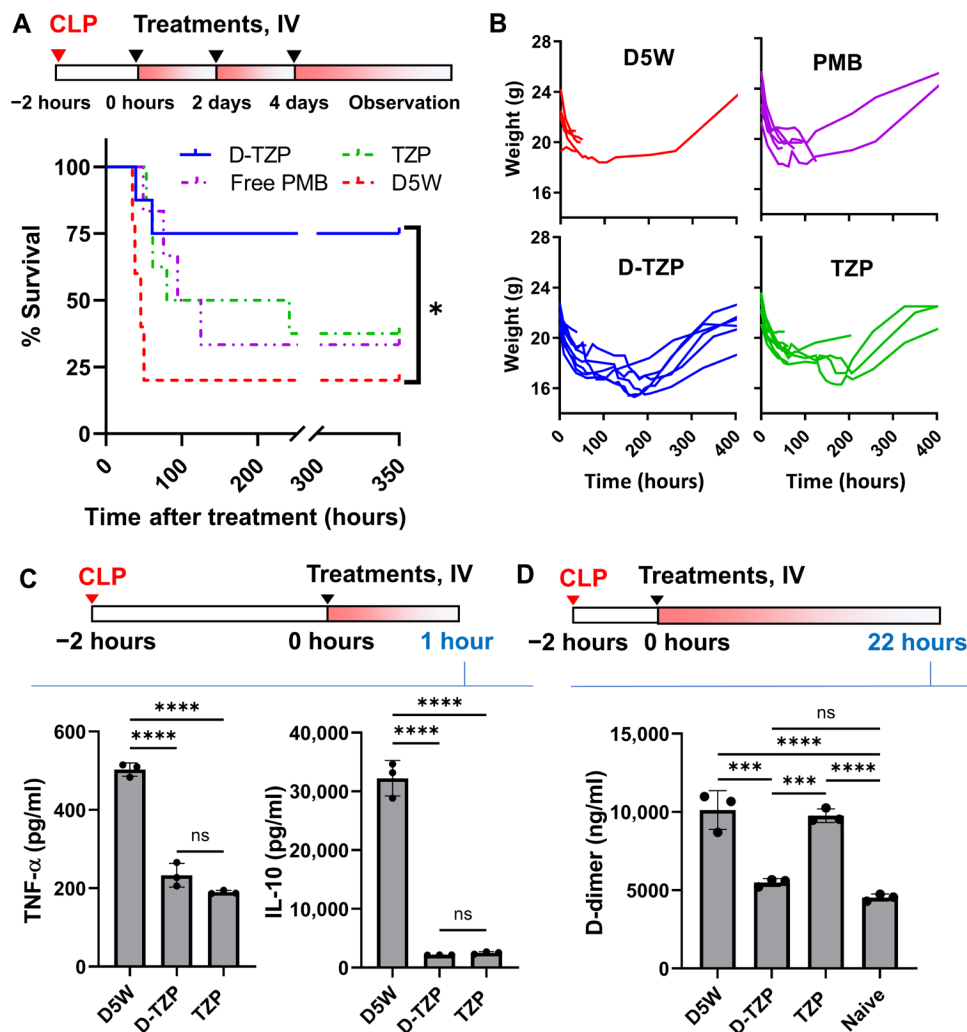 A
CLP
Treatments, IV
−2 hours
0 hours
2 days
4 days
Observation
D-TZP
TZP
Free PMB
D5W
% Survival
100
75
50
25
0
*
0
100
200
300
350
Time after treatment (hours)
B
D5W
PMB
Weight (g)
28
24
20
16
D-TZP
TZP
Weight (g)
28
24
20
16
12
0
100
200
300
400
0
100
200
300
400
Time (hours)
Time (hours)
C
CLP
Treatments, IV
−2 hours
0 hours
1 hour
TNF-α (pg/ml)
600
400
200
0
****
****
ns
D5W
D-TZP
TZP
IL-10 (pg/ml)
40,000
30,000
20,000
10,000
0
****
****
ns
D5W
D-TZP
TZP
D
CLP
Treatments, IV
−2 hours
0 hours
22 hours
D-dimer (ng/ml)
15,000
10,000
5000
0
ns
****
***
***
****
D5W
D-TZP
TZP
Naive